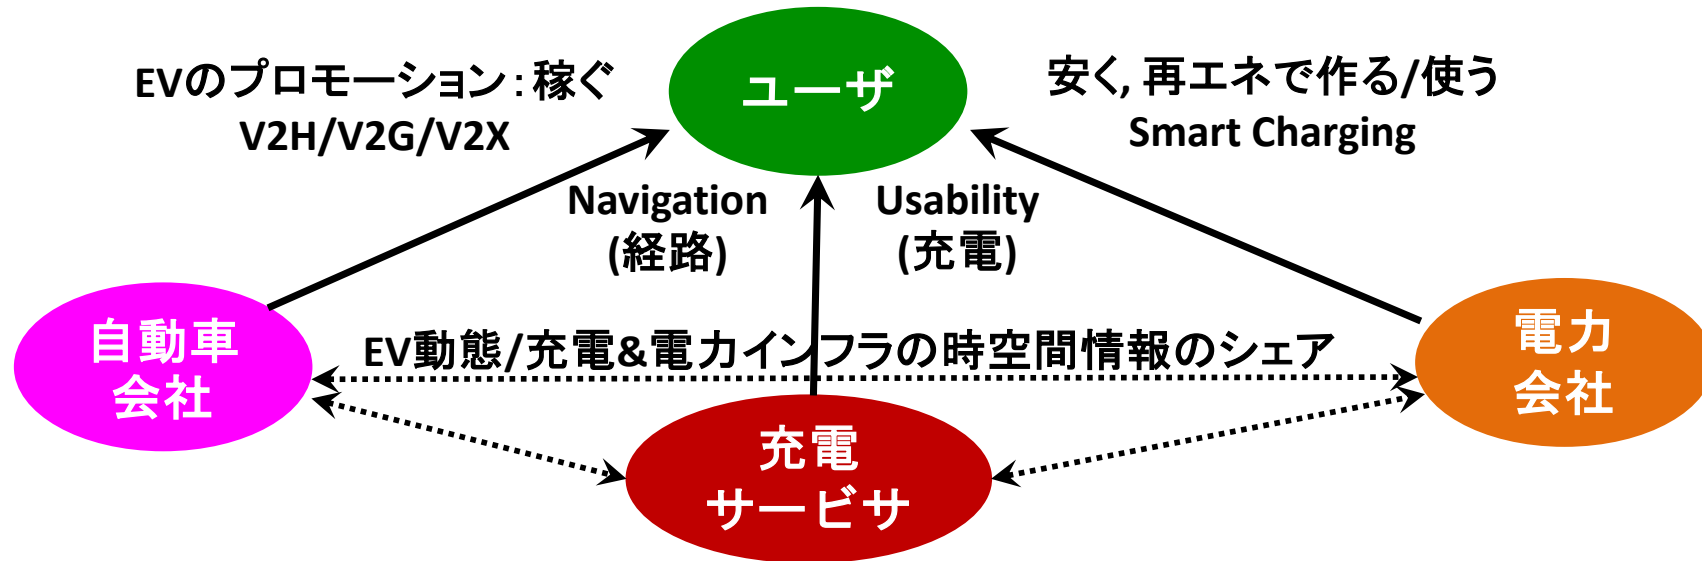 ユーザ
EVのプロモーション：稼ぐ
V2H/V2G/V2X
安く, 再エネで作る/使う
Smart Charging
Navigation
(経路)
Usability
(充電)
自動車
会社
EV動態/充電&電力インフラの時空間情報のシェア
電力
会社
充電
サービサ